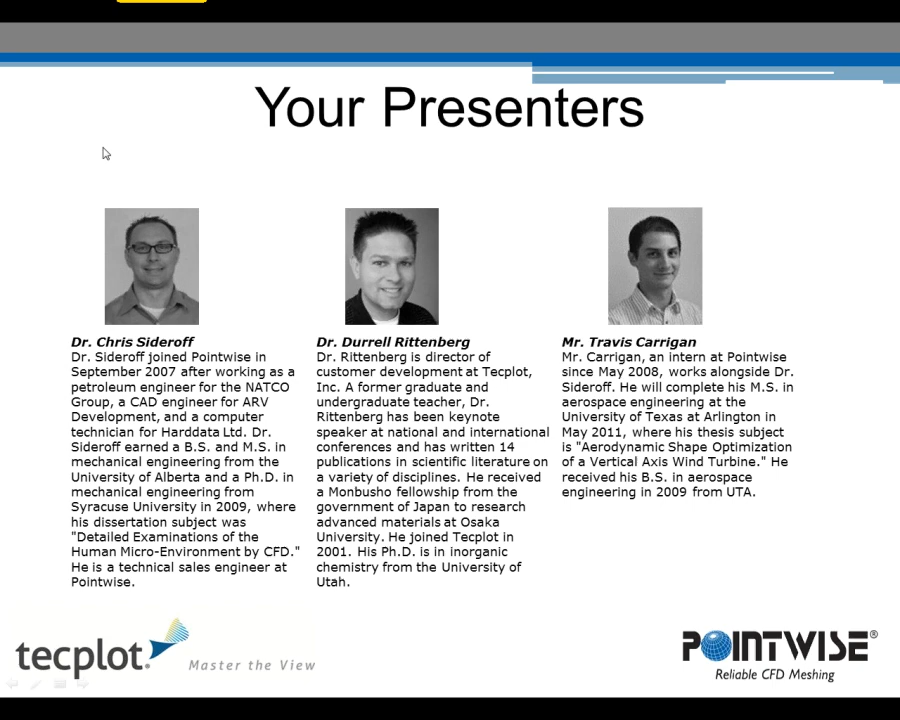 Your Presenters
Dr. Chris Sideroff
Dr. Sideroff joined Pointwise in
September 2007 after working as a
petroleum engineer for the NATCO
Group, a CAD engineer for ARV
Development, and a computer
technician for Harddata Ltd. Dr.
Sideroff earned a B.S. and M.S. in
mechanical engineering from the
University of Alberta and a Ph.D. in
mechanical engineering from
Syracuse University in 2009, where
his dissertation subject was
"Detailed Examinations of the
Human Micro-Environment by CFD."
He is a technical sales engineer at
Pointwise.
Dr. Durrell Rittenberg
Dr. Rittenberg is director of
customer development at Tecplot,
Inc. A former graduate and
undergraduate teacher, Dr.
Rittenberg has been keynote
speaker at national and international
conferences and has written 14
publications in scientific literature on
a variety of disciplines. He received
a Monbusho fellowship from the
government of Japan to research
advanced materials at Osaka
University. He joined Tecplot in
2001. His Ph.D. is in inorganic
chemistry from the University of
Utah.
Mr. Travis Carrigan
Mr. Carrigan, an intern at Pointwise
since May 2008, works alongside Dr.
Sideroff. He will complete his M.S. in
aerospace engineering at the
University of Texas at Arlington in
May 2011, where his thesis subject
is "Aerodynamic Shape Optimization
of a Vertical Axis Wind Turbine." He
received his B.S. in aerospace
engineering in 2009 from UTA.
tecplot. Master the View
POINTWISE®
Reliable CFD Meshing